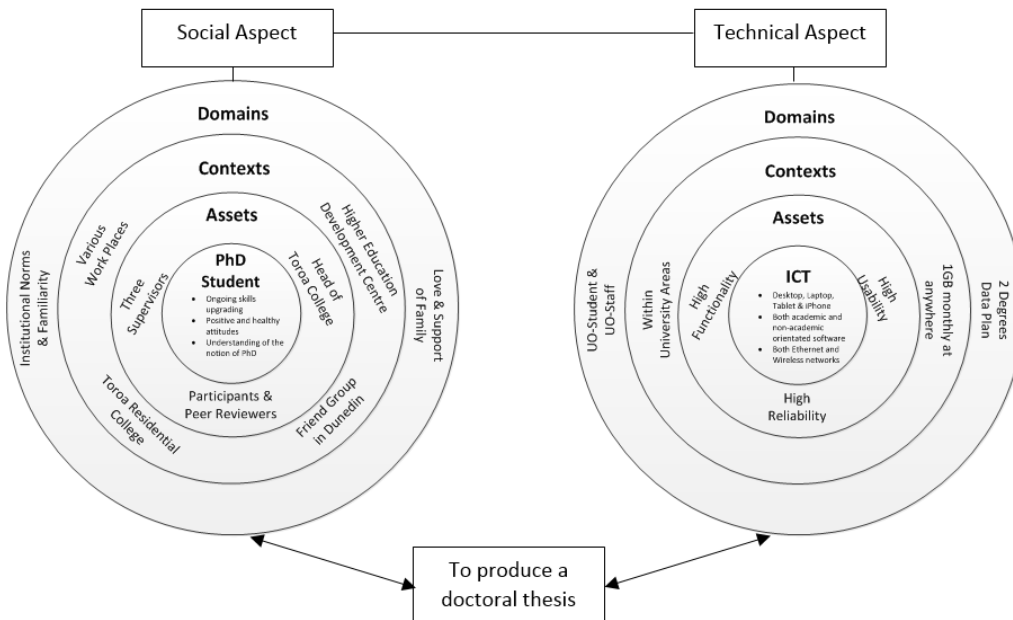 Social Aspect
Technical Aspect
Domains
Contexts
Assets
PhD
Student
• Ongoing skills
upgrading
• Positive and healthy
attitudes
• Understanding of the
notion of PhD
Three
Supervisors
Head of
Toroa College
Participants &
Peer Reviewers
Various
Work Places
Higher Education
Development Centre
Toroa Residential
College
Friend Group
in Dunedin
Institutional Norms
& Familiarity
Love & Support
of Family
Domains
Contexts
Assets
ICT
• Desktop, Laptop,
Tablet & iPhone
• Both academic and
non-academic
orientated software
• Both Ethernet and
Wireless networks
High
Functionality
High
Usability
High
Reliability
Within
University Areas
1GB monthly at
anywhere
UO-Student &
UO-Staff
2 Degrees
Data Plan
To produce a
doctoral thesis